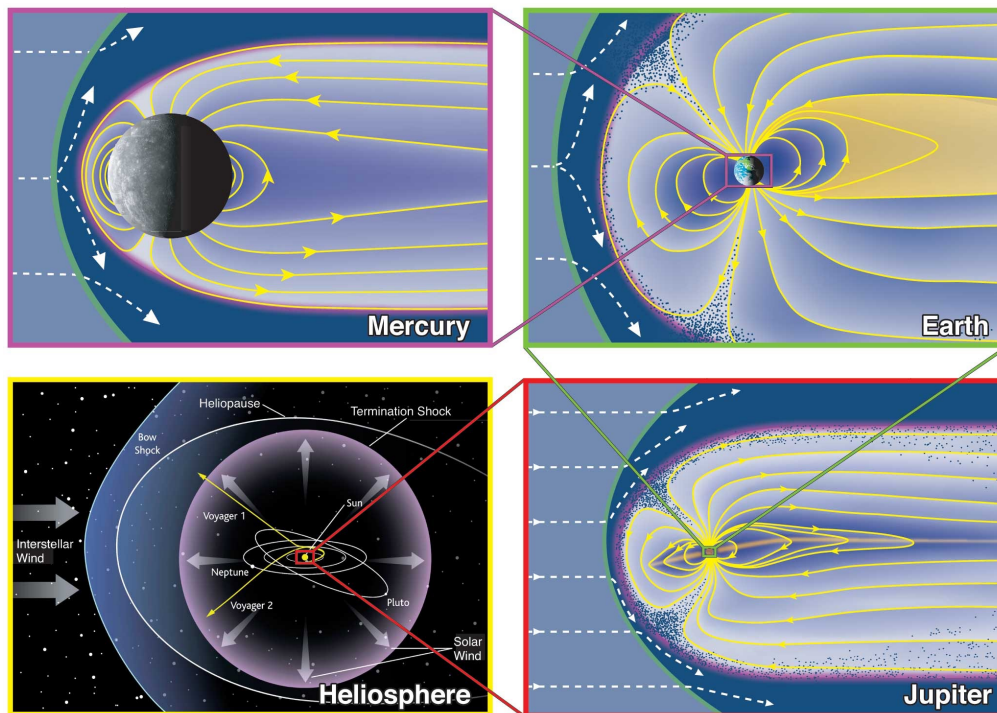 Mercury
Earth
Heliopause
Termination Shock
Bow
Shock
Sun
Voyager 1
Interstellar
Wind
Neptune
Voyager 2
Pluto
Solar
Wind
Heliosphere
Jupiter